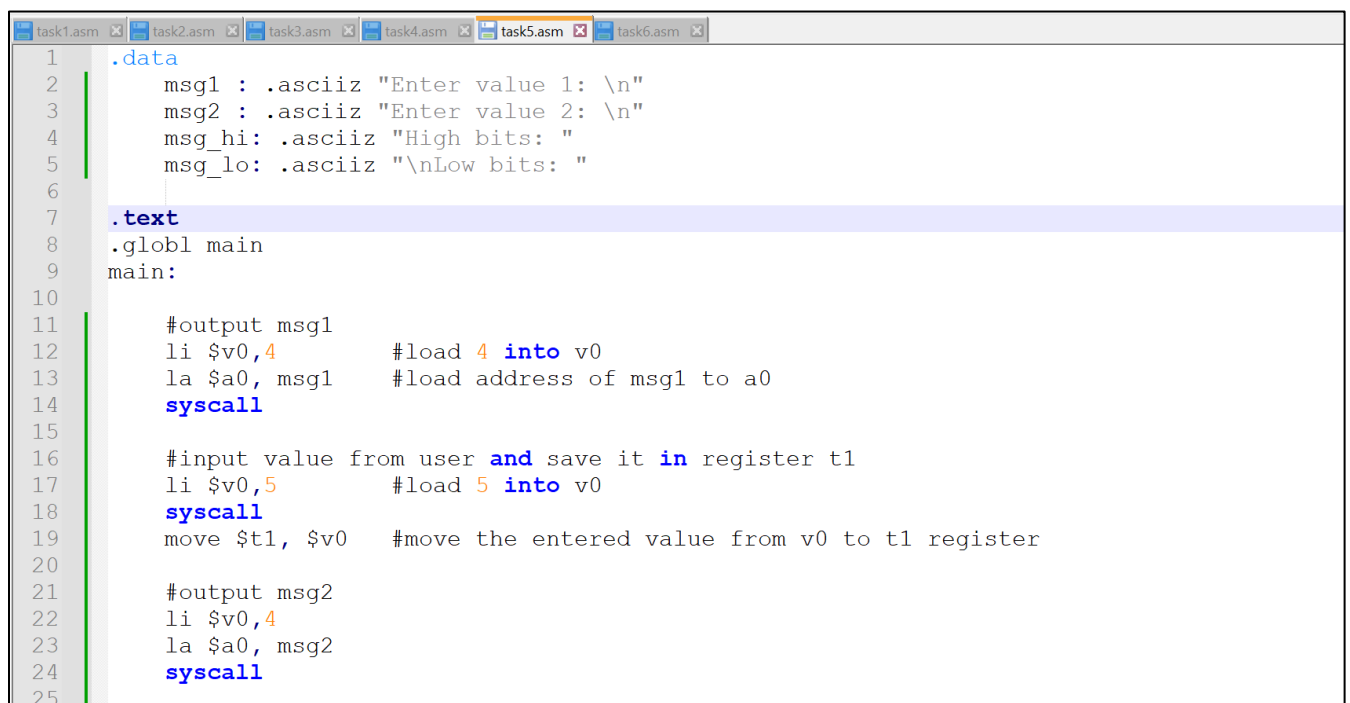 task1.asm task2.asm task3.asm task4.asm task5.asm task6.asm
1 .data
2 msg1 : .asciiz "Enter value 1: \n"
3 msg2 : .asciiz "Enter value 2: \n"
4 msg_hi: .asciiz "High bits: "
5 msg_lo: .asciiz "\nLow bits: "
6
7 .text
8 .globl main
9 main:
10
11 #output msg1
12 li $v0,4 #load 4 into v0
13 la $a0, msg1 #load address of msg1 to a0
14 syscall
15
16 #input value from user and save it in register t1
17 li $v0,5 #load 5 into v0
18 syscall
19 move $t1, $v0 #move the entered value from v0 to t1 register
20
21 #output msg2
22 li $v0,4
23 la $a0, msg2
24 syscall
25